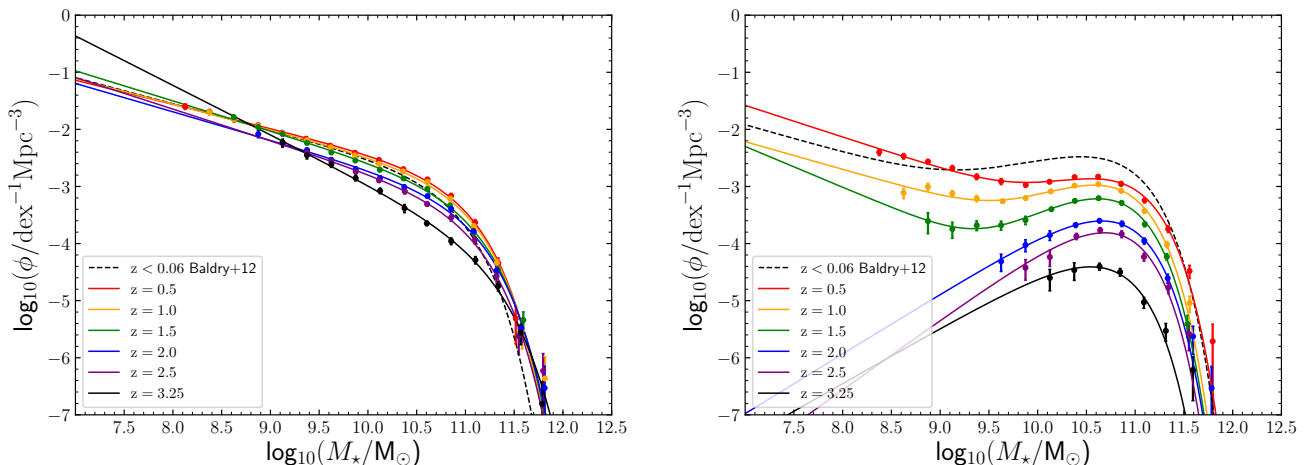 0
−1
−2
−3
−4
−5
−6
−7
log₁₀(ϕ/dex⁻¹Mpc⁻³)
z < 0.06 Baldry+12
z = 0.5
z = 1.0
z = 1.5
z = 2.0
z = 2.5
z = 3.25
7.5 8.0 8.5 9.0 9.5 10.0 10.5 11.0 11.5 12.0 12.5
log₁₀(M⋆/M⊙)
0
−1
−2
−3
−4
−5
−6
−7
log₁₀(ϕ/dex⁻¹Mpc⁻³)
z < 0.06 Baldry+12
z = 0.5
z = 1.0
z = 1.5
z = 2.0
z = 2.5
z = 3.25
7.5 8.0 8.5 9.0 9.5 10.0 10.5 11.0 11.5 12.0 12.5
log₁₀(M⋆/M⊙)